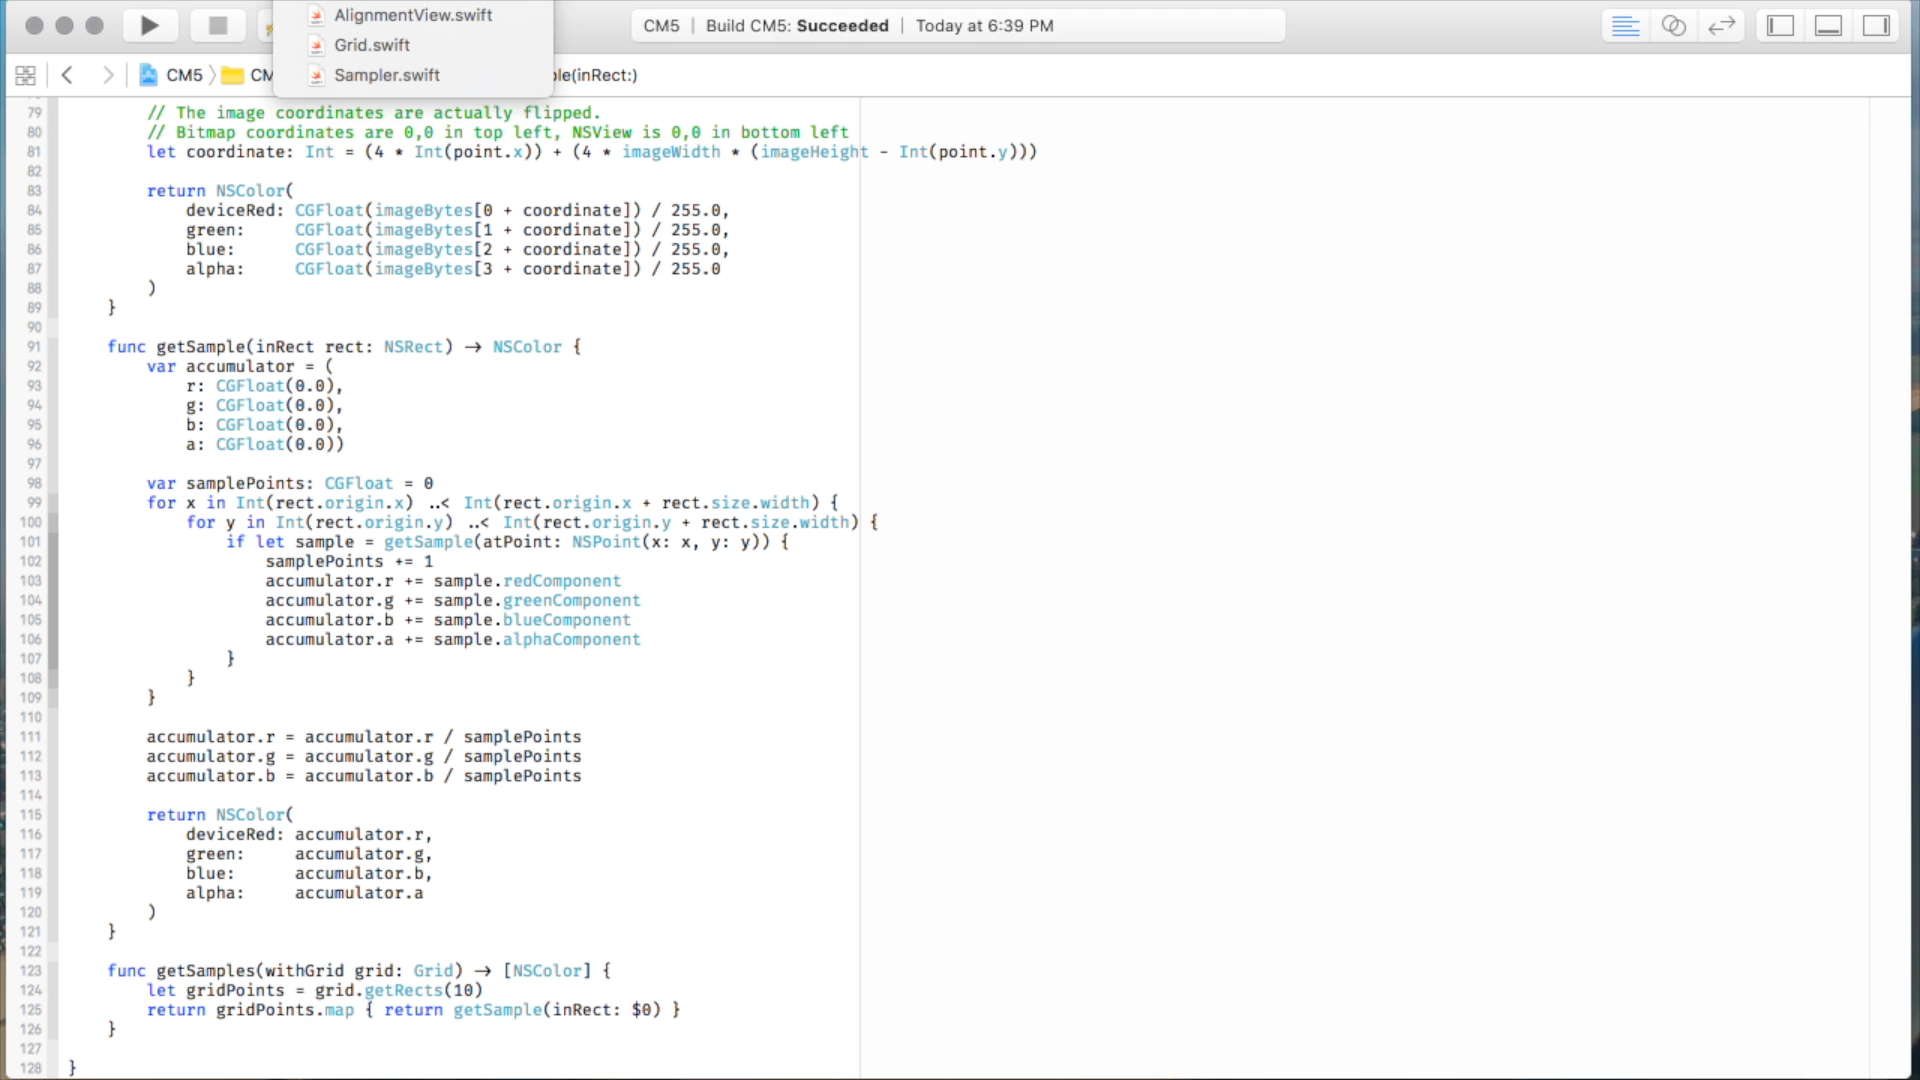 AlignmentView.swift
Grid.swift
Sampler.swift
CM5 | Build CM5: Succeeded | Today at 6:39 PM
CM5 〉 CM
ple(inRect:)
79 // The image coordinates are actually flipped.
80 // Bitmap coordinates are 0,0 in top left, NSView is 0,0 in bottom left
81 let coordinate: Int = (4 * Int(point.x)) + (4 * imageWidth * (imageHeight - Int(point.y)))
82
83 return NSColor(
84 deviceRed: CGFloat(imageBytes[0 + coordinate]) / 255.0,
85 green: CGFloat(imageBytes[1 + coordinate]) / 255.0,
86 blue: CGFloat(imageBytes[2 + coordinate]) / 255.0,
87 alpha: CGFloat(imageBytes[3 + coordinate]) / 255.0
88 )
89 }
90
91 func getSample(inRect rect: NSRect) → NSColor {
92 var accumulator = (
93 r: CGFloat(0.0),
94 g: CGFloat(0.0),
95 b: CGFloat(0.0),
96 a: CGFloat(0.0))
97
98 var samplePoints: CGFloat = 0
99 for x in Int(rect.origin.x) ..< Int(rect.origin.x + rect.size.width) {
100 for y in Int(rect.origin.y) ..< Int(rect.origin.y + rect.size.width) {
101 if let sample = getSample(atPoint: NSPoint(x: x, y: y)) {
102 samplePoints += 1
103 accumulator.r += sample.redComponent
104 accumulator.g += sample.greenComponent
105 accumulator.b += sample.blueComponent
106 accumulator.a += sample.alphaComponent
107 }
108 }
109 }
110
111 accumulator.r = accumulator.r / samplePoints
112 accumulator.g = accumulator.g / samplePoints
113 accumulator.b = accumulator.b / samplePoints
114
115 return NSColor(
116 deviceRed: accumulator.r,
117 green: accumulator.g,
118 blue: accumulator.b,
119 alpha: accumulator.a
120 )
121 }
122
123 func getSamples(withGrid grid: Grid) → [NSColor] {
124 let gridPoints = grid.getRects(10)
125 return gridPoints.map { return getSample(inRect: $0) }
126 }
127
128 }